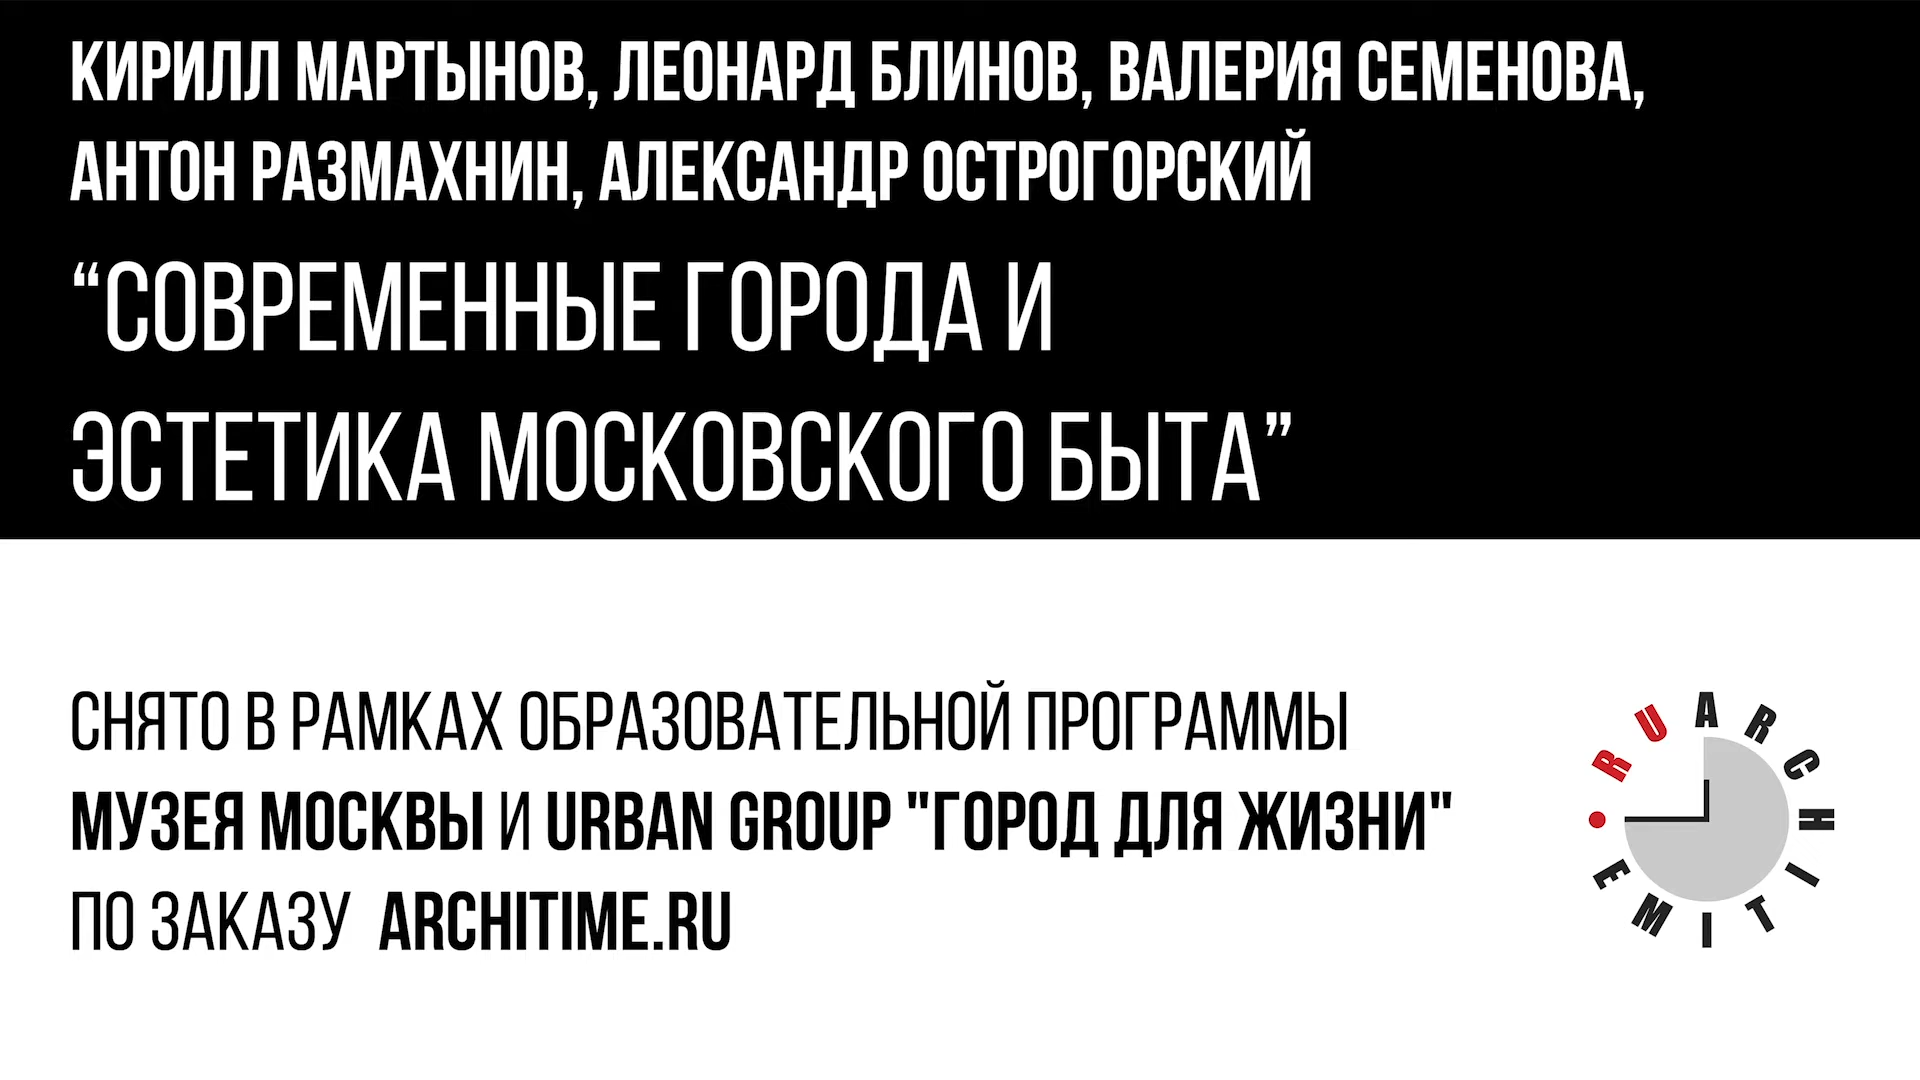 КИРИЛЛ МАРТЫНОВ, ЛЕОНАРД БЛИНОВ, ВАЛЕРИЯ СЕМЕНОВА,
АНТОН РАЗМАХНИН, АЛЕКСАНДР ОСТРОГОРСКИЙ
“СОВРЕМЕННЫЕ ГОРОДА И
ЭСТЕТИКА МОСКОВСКОГО БЫТА”
СНЯТО В РАМКАХ ОБРАЗОВАТЕЛЬНОЙ ПРОГРАММЫ
МУЗЕЯ МОСКВЫ И URBAN GROUP "ГОРОД ДЛЯ ЖИЗНИ"
ПО ЗАКАЗУ ARCHITIME.RU
ARCHITIME.RU